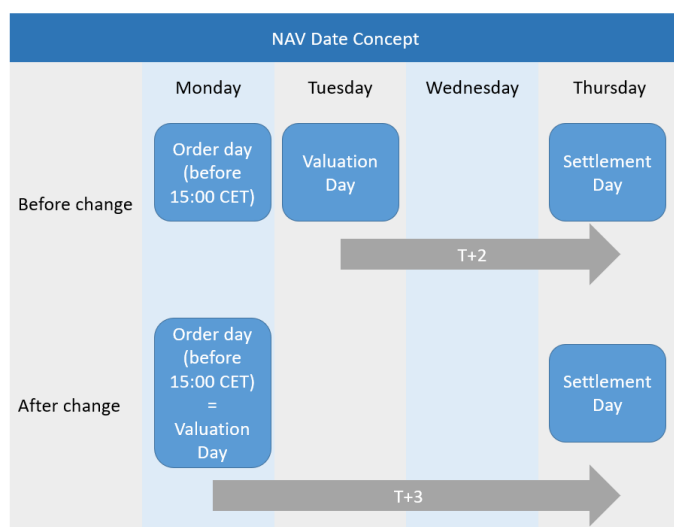 NAV Date Concept
Monday
Tuesday
Wednesday
Thursday
Before change
Order day
(before
15:00 CET)
Valuation
Day
Settlement
Day
T+2
After change
Order day
(before
15:00 CET)
=
Valuation
Day
Settlement
Day
T+3